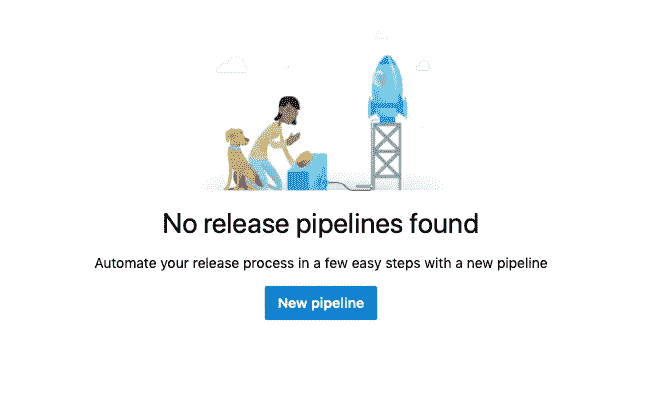 No release pipelines found
Automate your release process in a few easy steps with a new pipeline
New pipeline